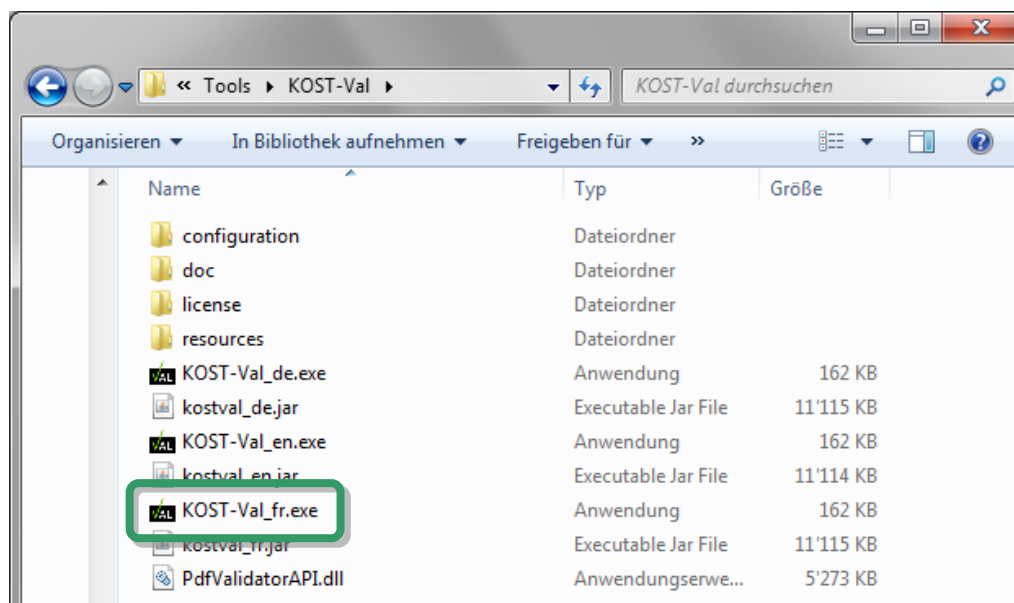 « Tools ▸ KOST-Val ▸ KOST-Val durchsuchen
Organisieren In Bibliothek aufnehmen Freigeben für »
Name Typ Größe
configuration Dateiordner
doc Dateiordner
license Dateiordner
resources Dateiordner
VAL KOST-Val_de.exe Anwendung 162 KB
kostval_de.jar Executable Jar File 11'115 KB
VAL KOST-Val_en.exe Anwendung 162 KB
kostval_en.jar Executable Jar File 11'114 KB
VAL KOST-Val_fr.exe Anwendung 162 KB
kostval_fr.jar Executable Jar File 11'115 KB
PdfValidatorAPI.dll Anwendungserwe... 5'273 KB